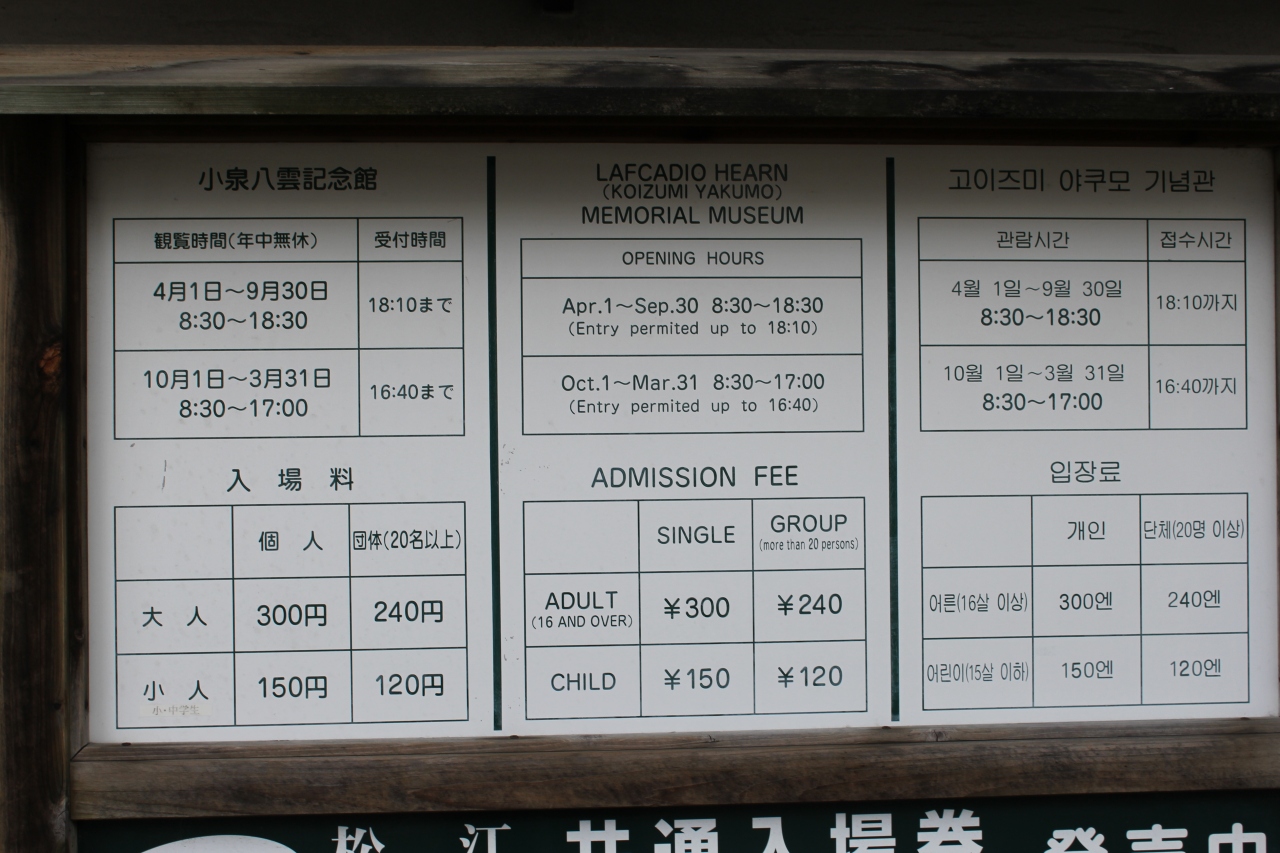 小泉八雲記念館
観覧時間(年中無休) 受付時間
4月1日〜9月30日
8:30〜18:30
18:10まで
10月1日〜3月31日
8:30〜17:00
16:40まで
入場料
個人 団体(20名以上)
大人 300円 240円
小人 150円 120円
小・中学生
LAFCADIO HEARN
(KOIZUMI YAKUMO)
MEMORIAL MUSEUM
OPENING HOURS
Apr.1〜Sep.30 8:30〜18:30
(Entry permited up to 18:10)
Oct.1〜Mar.31 8:30〜17:00
(Entry permited up to 16:40)
ADMISSION FEE
SINGLE GROUP
(more than 20 persons)
ADULT ¥300 ¥240
(16 AND OVER)
CHILD ¥150 ¥120
고이즈미 야쿠모 기념관
관람시간 접수시간
4월 1일〜9월 30일
8:30〜18:30
18:10까지
10월 1일〜3월 31일
8:30〜17:00
16:40까지
입장료
개인 단체(20명 이상)
어른(16살 이상) 300엔 240엔
어린이(15살 이하) 150엔 120엔
松江 共通入場券 発売中